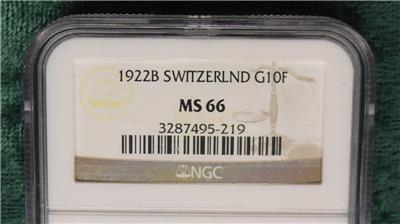 1922B SWITZERLND G10F
MS 66
3287495-219
NGC